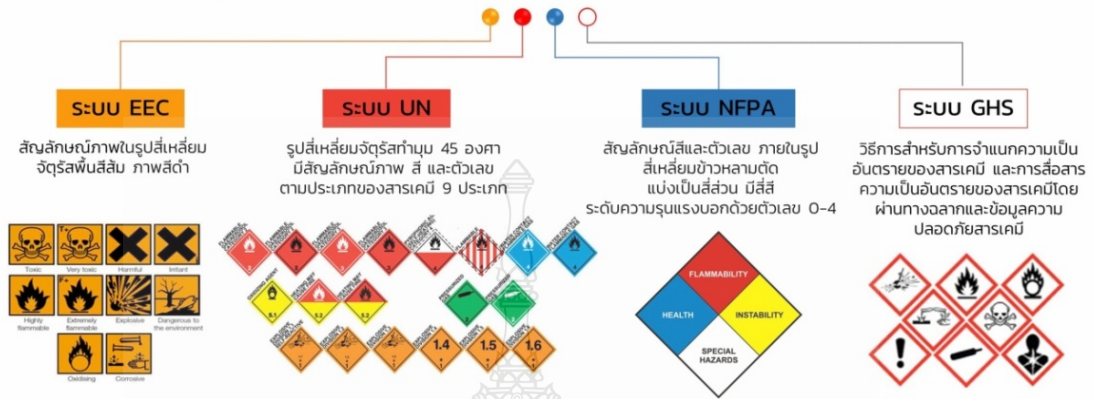 ระบบ EEC
สัญลักษณ์ภาพในรูปสี่เหลี่ยม
จัตุรัสพื้นสีส้ม ภาพสีดำ
Toxic
Very toxic
Harmful
Irritant
Highly
flammable
Extremely
flammable
Explosive
Dangerous to
the environment
Oxidising
Corrosive
ระบบ UN
รูปสี่เหลี่ยมจัตุรัสทำมุม 45 องศา
มีสัญลักษณ์ภาพ สี และตัวเลข
ตามประเภทของสารเคมี 9 ประเภท
5.1
5.2
5.2
1.4
1.5
1.6
ระบบ NFPA
สัญลักษณ์สีและตัวเลข ภายในรูป
สี่เหลี่ยมข้าวหลามตัด
แบ่งเป็นสี่ส่วน มีสี่สี
ระดับความรุนแรงบอกด้วยตัวเลข 0-4
FLAMMABILITY
HEALTH
INSTABILITY
SPECIAL
HAZARDS
ระบบ GHS
วิธีการสำหรับการจำแนกความเป็น
อันตรายของสารเคมี และการสื่อสาร
ความเป็นอันตรายของสารเคมีโดย
ผ่านทางฉลากและข้อมูลความ
ปลอดภัยสารเคมี